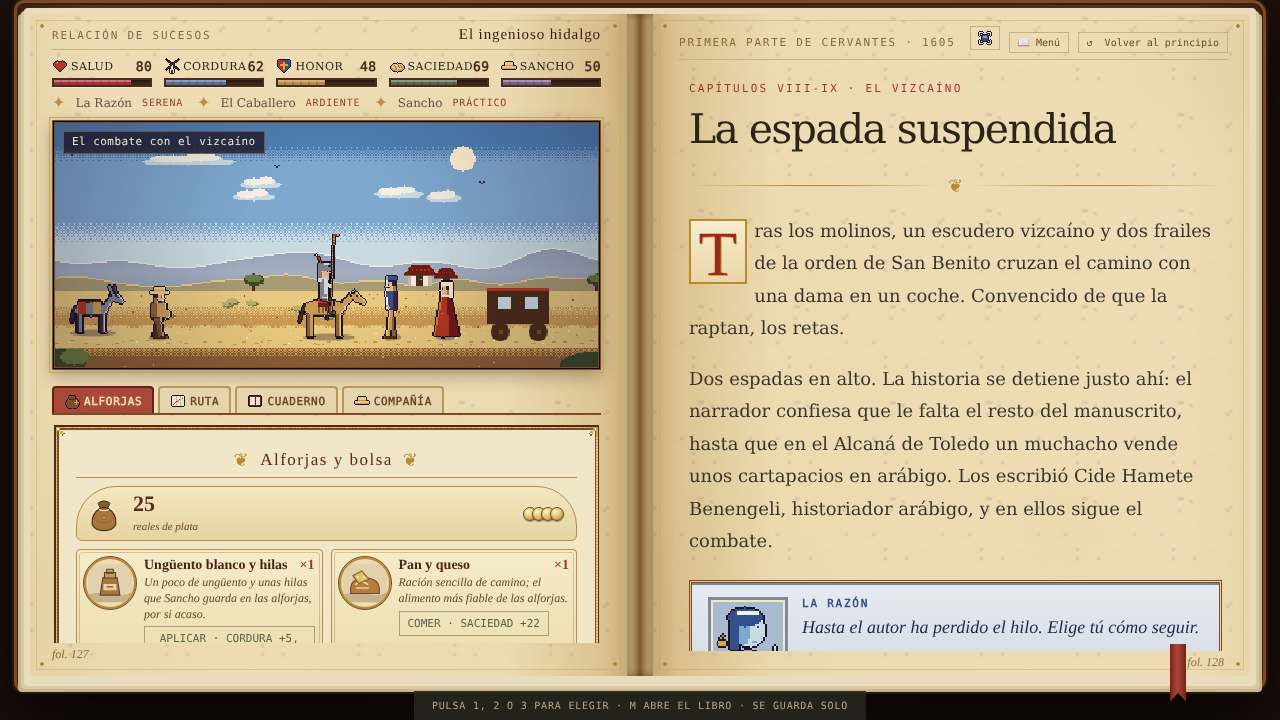 RELACIÓN DE SUCESOS
El ingenioso hidalgo
SALUD 80
CORDURA 62
HONOR 48
SACIEDAD 69
SANCHO 50
La Razón SERENA
El Caballero ARDIENTE
Sancho PRÁCTICO
El combate con el vizcaíno
ALFORJAS
RUTA
CUADERNO
COMPAÑÍA
Alforjas y bolsa
25
reales de plata
Ungüento blanco y hilas ×1
Un poco de ungüento y unas hilas
que Sancho guarda en las alforjas,
por si acaso.
APLICAR · CORDURA +5,
Pan y queso ×1
Ración sencilla de camino; el
alimento más fiable de las alforjas.
COMER · SACIEDAD +22
fol. 127
PRIMERA PARTE DE CERVANTES · 1605
Menú
↺ Volver al principio
CAPÍTULOS VIII-IX · EL VIZCAÍNO
La espada suspendida
Tras los molinos, un escudero vizcaíno y dos frailes
de la orden de San Benito cruzan el camino con
una dama en un coche. Convencido de que la
raptan, los retas.
Dos espadas en alto. La historia se detiene justo ahí: el
narrador confiesa que le falta el resto del manuscrito,
hasta que en el Alcaná de Toledo un muchacho vende
unos cartapacios en arábigo. Los escribió Cide Hamete
Benengeli, historiador arábigo, y en ellos sigue el
combate.
LA RAZÓN
Hasta el autor ha perdido el hilo. Elige tú cómo seguir.
fol. 128
PULSA 1, 2 O 3 PARA ELEGIR · M ABRE EL LIBRO · SE GUARDA SOLO